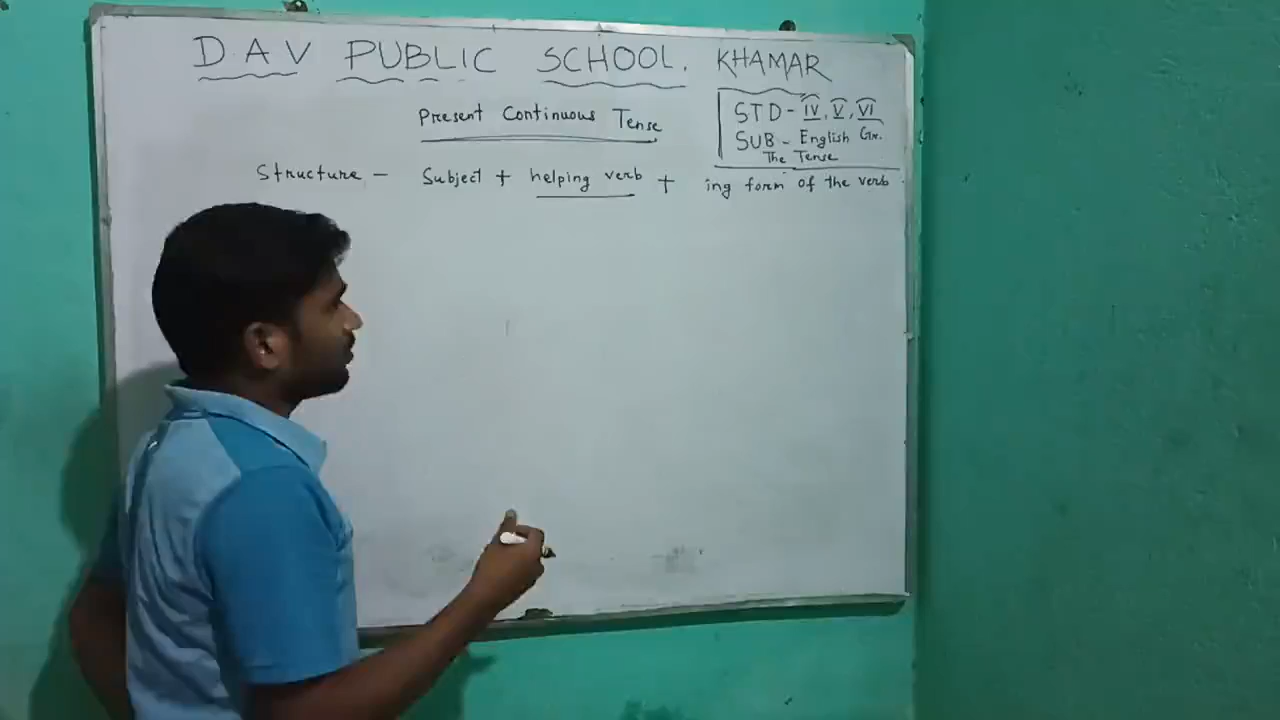 D.A.V PUBLIC SCHOOL. KHAMAR
Present Continuous Tense
STD - IV, V, VI
SUB - English Gr.
The Tense
Structure - Subject + helping verb + ing form of the verb